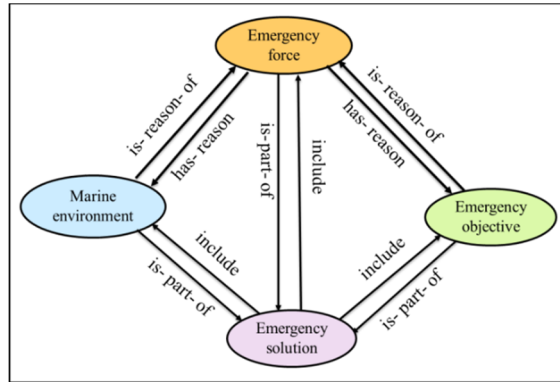 Emergency
force
is- reason- of
has- reason
is-part- of
include
has- reason
is- reason- of
Marine
environment
Emergency
objective
include
is- part- of
include
is- part- of
Emergency
solution